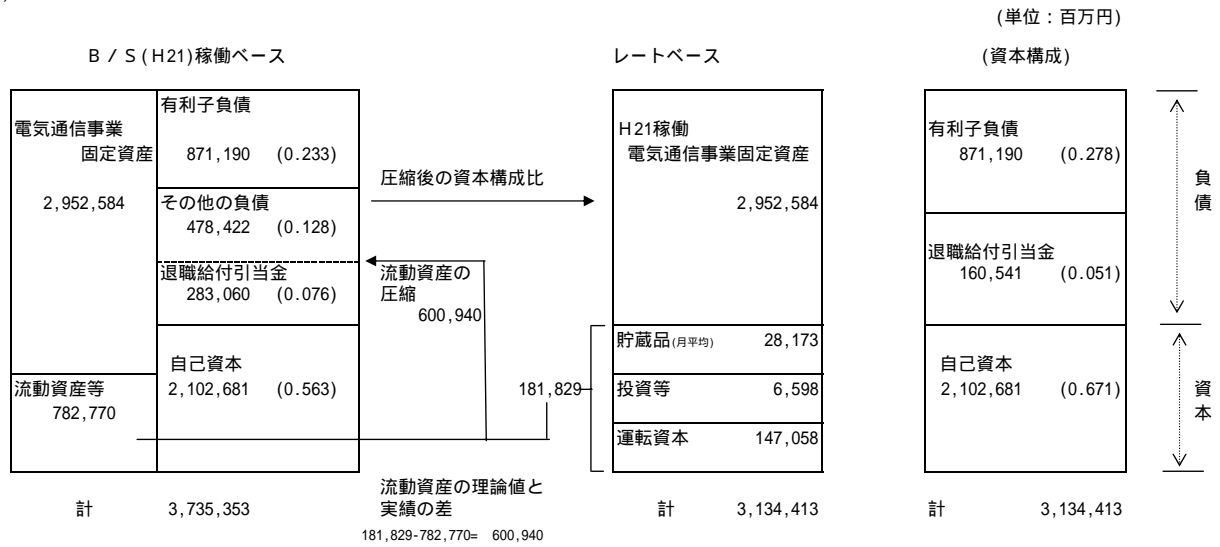 (単位:百万円)
B/S(H21)稼働ベース
レートベース
(資本構成)
有利子負債
871,190 (0.233)
電気通信事業
固定資産
2,952,584
その他の負債
478,422 (0.128)
退職給付引当金
283,060 (0.076)
自己資本
2,102,681 (0.563)
流動資産等
782,770
計 3,735,353
圧縮後の資本構成比
流動資産の
圧縮
600,940
181,829
流動資産の理論値と
実績の差
181,829-782,770= 600,940
H21稼働
電気通信事業固定資産
2,952,584
貯蔵品(月平均) 28,173
投資等 6,598
運転資本 147,058
計 3,134,413
有利子負債
871,190 (0.278)
退職給付引当金
160,541 (0.051)
自己資本
2,102,681 (0.671)
計 3,134,413
負債
資本